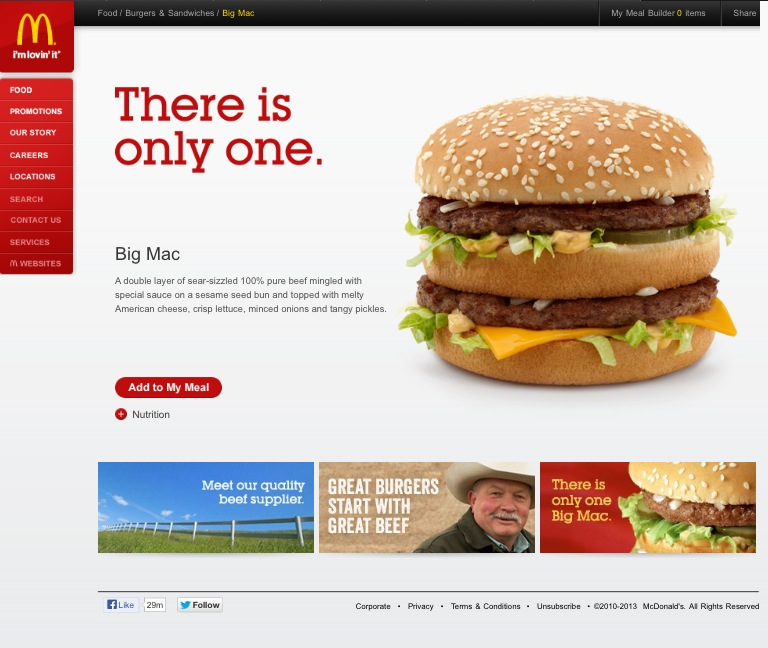 i'm lovin' it®
Food / Burgers & Sandwiches / Big Mac
My Meal Builder 0 items
Share
FOOD
PROMOTIONS
OUR STORY
CAREERS
LOCATIONS
SEARCH
CONTACT US
SERVICES
M WEBSITES
There is
only one.
Big Mac
A double layer of sear-sizzled 100% pure beef mingled with
special sauce on a sesame seed bun and topped with melty
American cheese, crisp lettuce, minced onions and tangy pickles.
Add to My Meal
Nutrition
Meet our quality
beef supplier.
GREAT BURGERS
START WITH
GREAT BEEF
There is
only one
Big Mac.
Like
29m
Follow
Corporate • Privacy • Terms & Conditions • Unsubscribe • ©2010-2013 McDonald's. All Rights Reserved